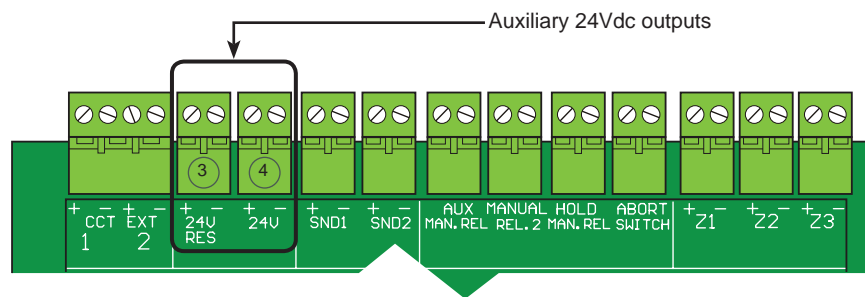 Auxiliary 24Vdc outputs
3 4
+ − + − + − + − + − + − + − + − + −
CCT EXT 24V 24V SND1 SND2 AUX MANUAL HOLD ABORT Z1 Z2 Z3
1 2 RES MAN.REL REL.2 MAN.REL SWITCH